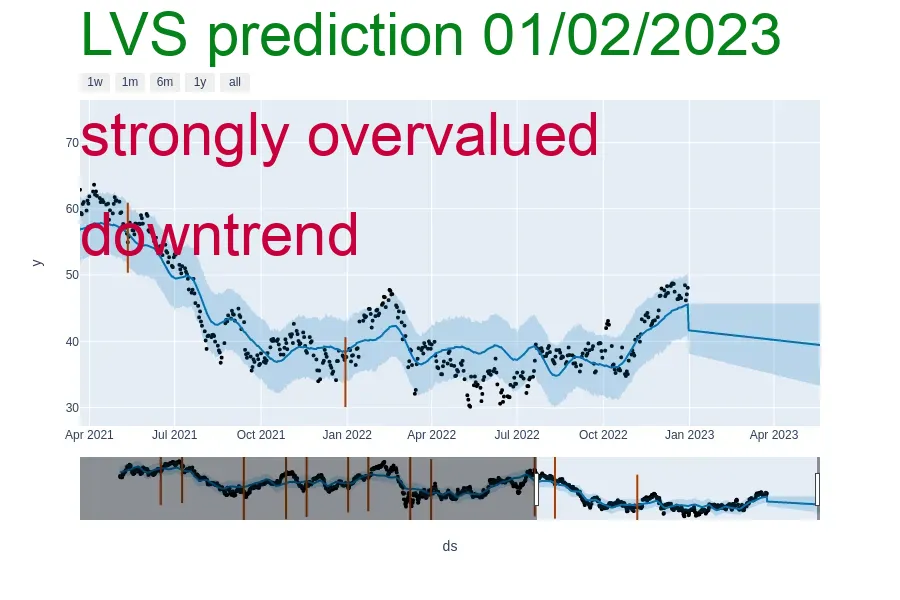 LVS prediction 01/02/2023
1w 1m 6m 1y all
strongly overvalued
downtrend
70
60
50
40
30
y
Apr 2021 Jul 2021 Oct 2021 Jan 2022 Apr 2022 Jul 2022 Oct 2022 Jan 2023 Apr 2023
ds